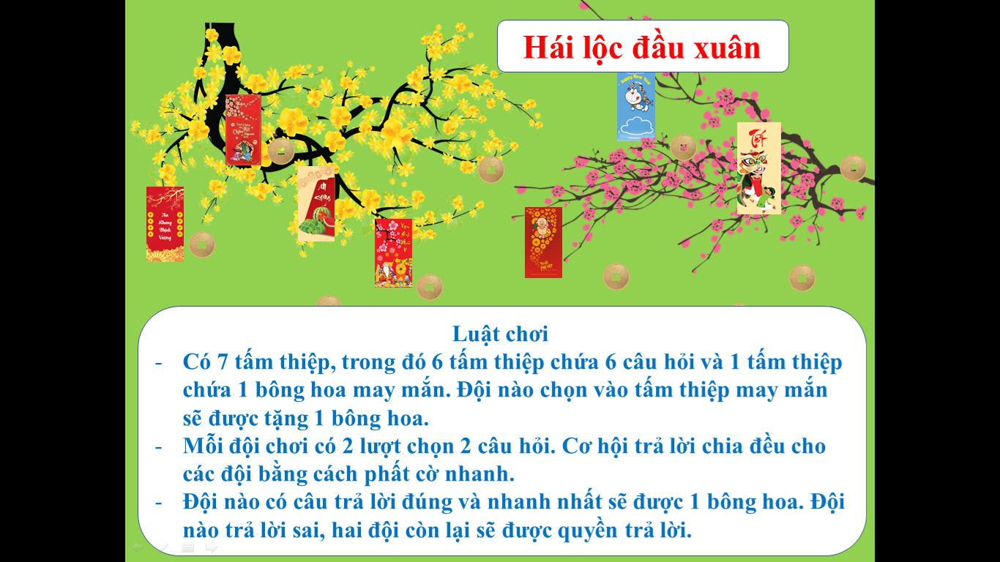 Hái lộc đầu xuân
Happy New Year
Tết
An
Khang
Thịnh
Vượng
Luật chơi
- Có 7 tấm thiệp, trong đó 6 tấm thiệp chứa 6 câu hỏi và 1 tấm thiệp
chứa 1 bông hoa may mắn. Đội nào chọn vào tấm thiệp may mắn
sẽ được tặng 1 bông hoa.
- Mỗi đội chơi có 2 lượt chọn 2 câu hỏi. Cơ hội trả lời chia đều cho
các đội bằng cách phất cờ nhanh.
- Đội nào có câu trả lời đúng và nhanh nhất sẽ được 1 bông hoa. Đội
nào trả lời sai, hai đội còn lại sẽ được quyền trả lời.